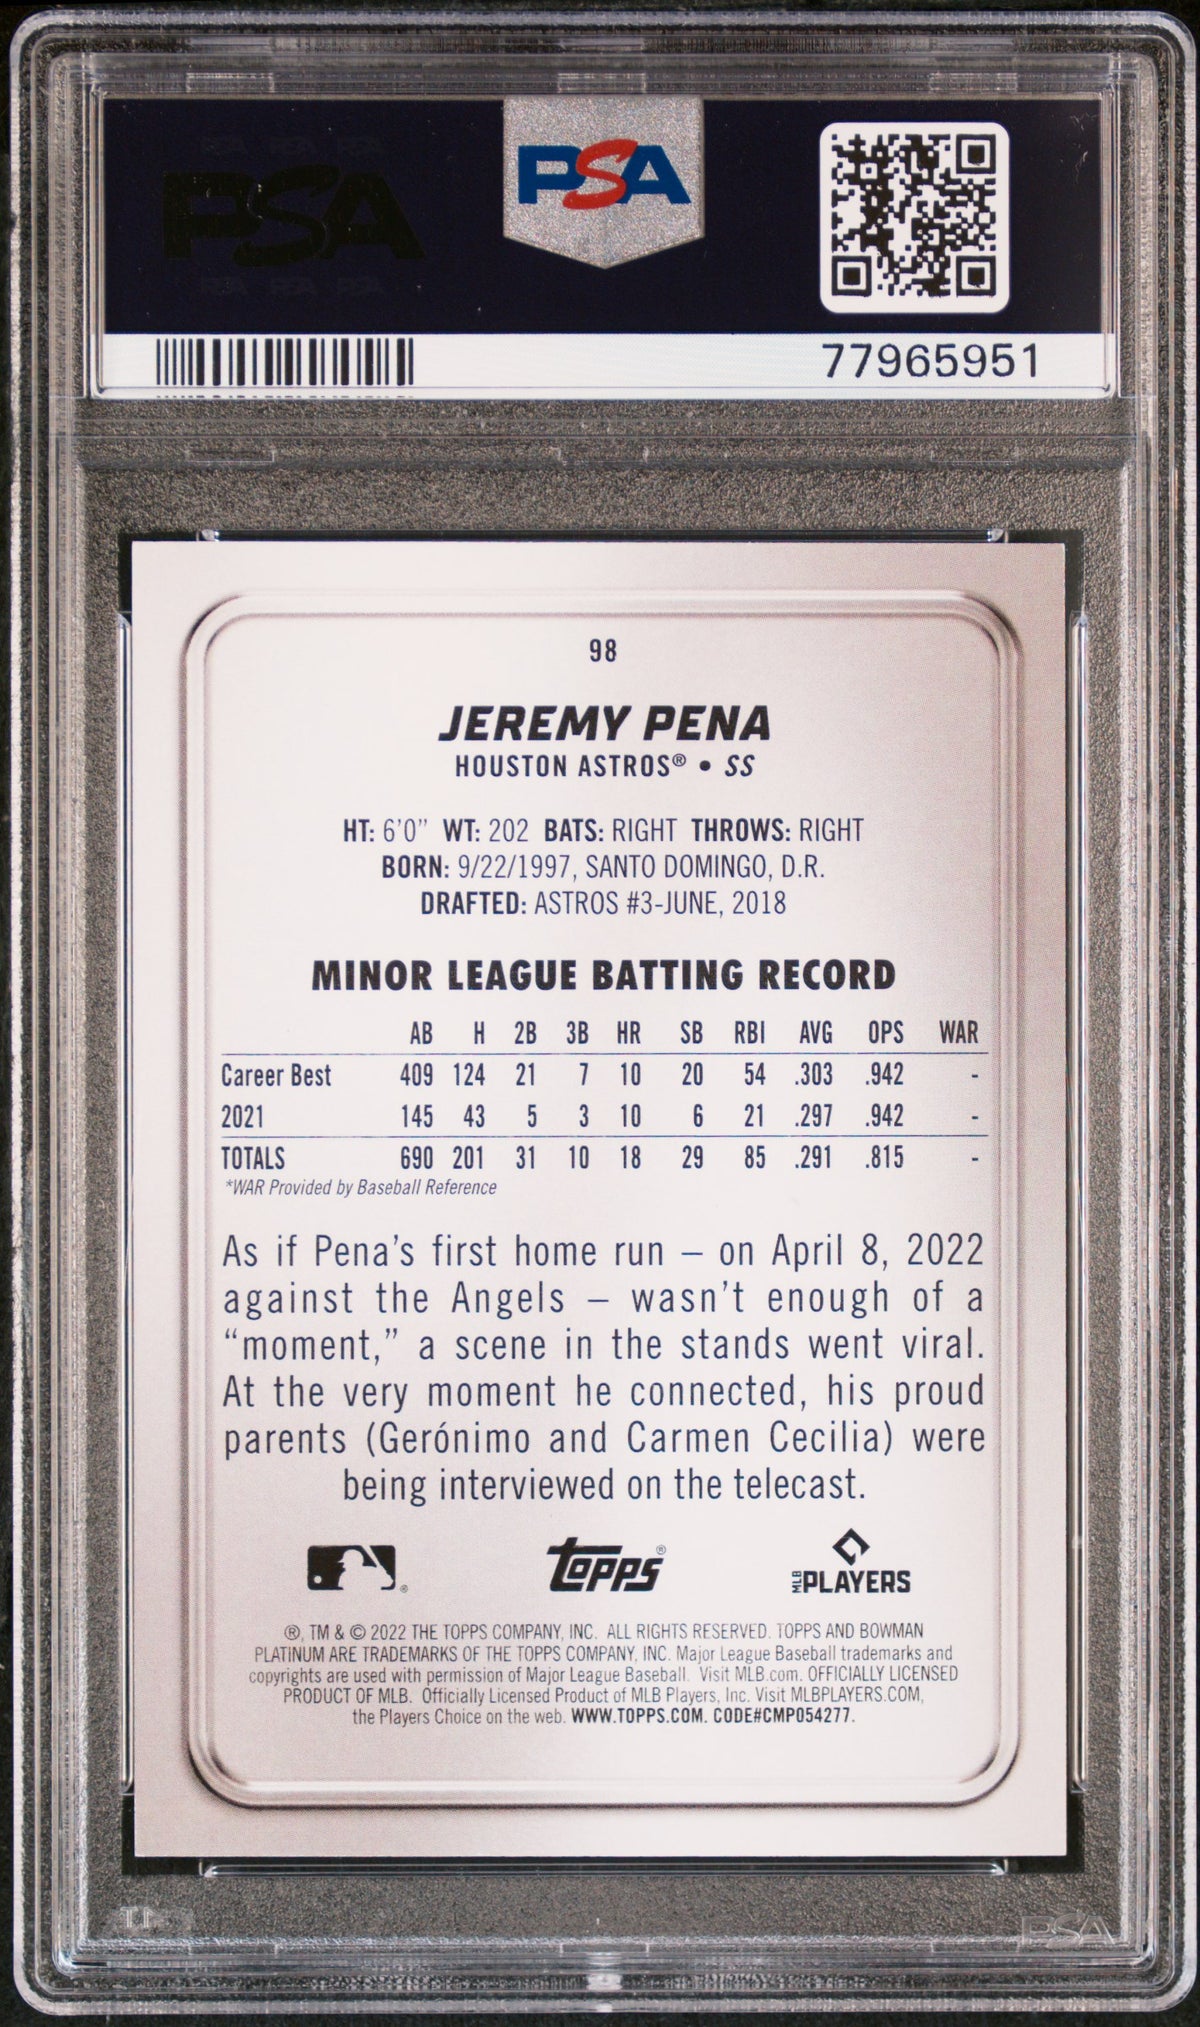 PSA
PSA
77965951
98
JEREMY PENA
HOUSTON ASTROS® • SS
HT: 6'0” WT: 202 BATS: RIGHT THROWS: RIGHT
BORN: 9/22/1997, SANTO DOMINGO, D.R.
DRAFTED: ASTROS #3-JUNE, 2018
MINOR LEAGUE BATTING RECORD
AB H 2B 3B HR SB RBI AVG OPS WAR
Career Best 409 124 21 7 10 20 54 .303 .942 -
2021 145 43 5 3 10 6 21 .297 .942 -
TOTALS 690 201 31 10 18 29 85 .291 .815 -
*WAR Provided by Baseball Reference
As if Pena's first home run – on April 8, 2022
against the Angels – wasn't enough of a
“moment,” a scene in the stands went viral.
At the very moment he connected, his proud
parents (Gerónimo and Carmen Cecilia) were
being interviewed on the telecast.
Topps®
MLB PLAYERS
®, TM & © 2022 THE TOPPS COMPANY, INC. ALL RIGHTS RESERVED. TOPPS AND BOWMAN
PLATINUM ARE TRADEMARKS OF THE TOPPS COMPANY, INC. Major League Baseball trademarks and
copyrights are used with permission of Major League Baseball. Visit MLB.com. OFFICIALLY LICENSED
PRODUCT OF MLB. Officially Licensed Product of MLB Players, Inc. Visit MLBPLAYERS.COM,
the Players Choice on the web. WWW.TOPPS.COM. CODE#CMP054277.
PSA